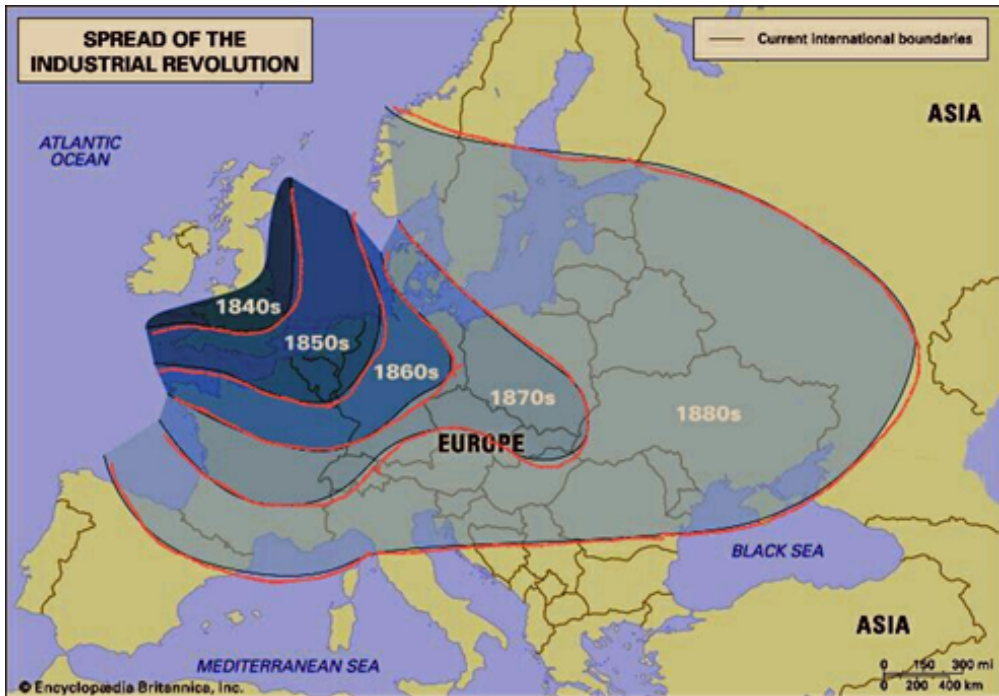 SPREAD OF THE
INDUSTRIAL REVOLUTION
Current international boundaries
ASIA
ATLANTIC
OCEAN
1840s
1850s
1860s
1870s
1880s
EUROPE
BLACK SEA
ASIA
MEDITERRANEAN SEA
0 150 300 mi
0 200 400 km
© Encyclopædia Britannica, Inc.